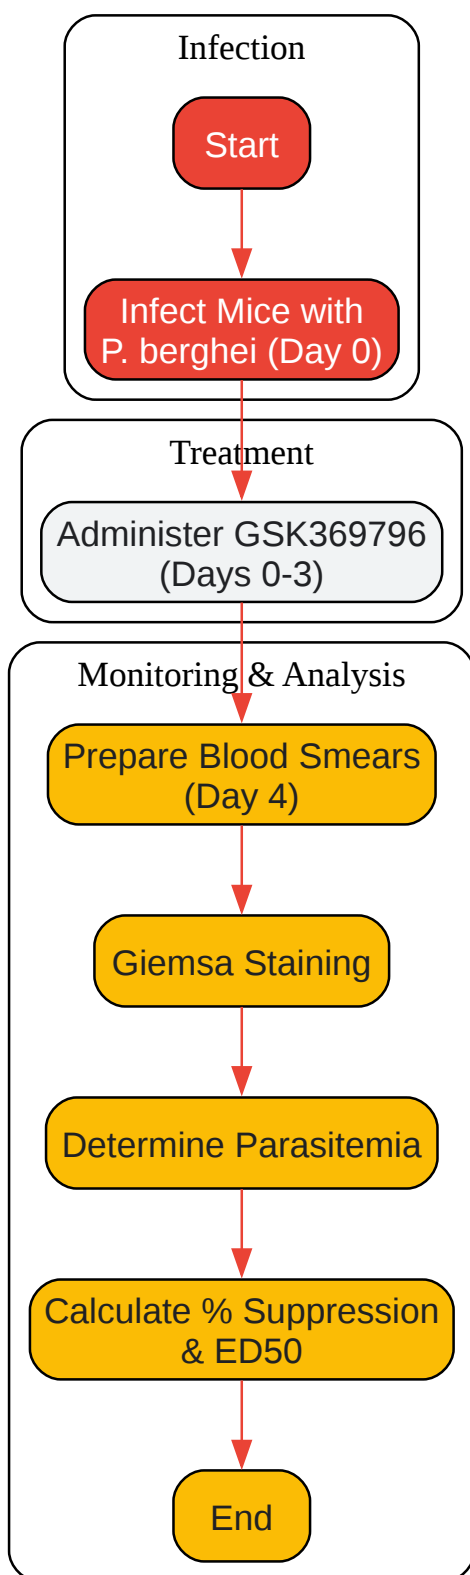 Infection
Start
Infect Mice with
P. berghei (Day 0)
Treatment
Administer GSK369796
(Days 0-3)
Monitoring & Analysis
Prepare Blood Smears
(Day 4)
Giemsa Staining
Determine Parasitemia
Calculate % Suppression
& ED50
End